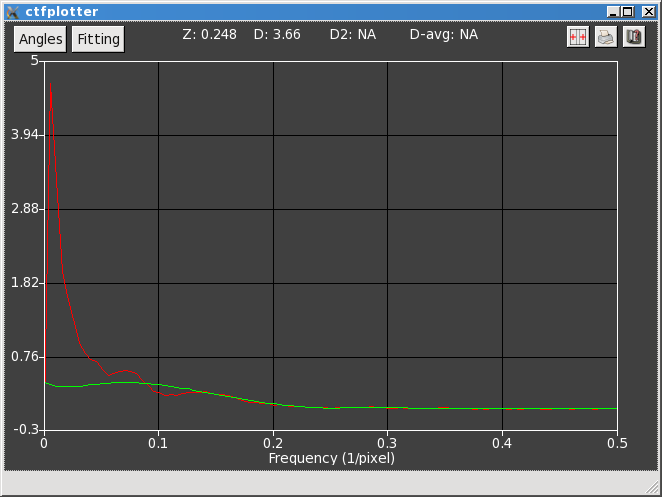 ctfplotter
Angles Fitting Z: 0.248 D: 3.66 D2: NA D-avg: NA
5
3.94
2.88
1.82
0.76
-0.3
0 0.1 0.2 0.3 0.4 0.5
Frequency (1/pixel)